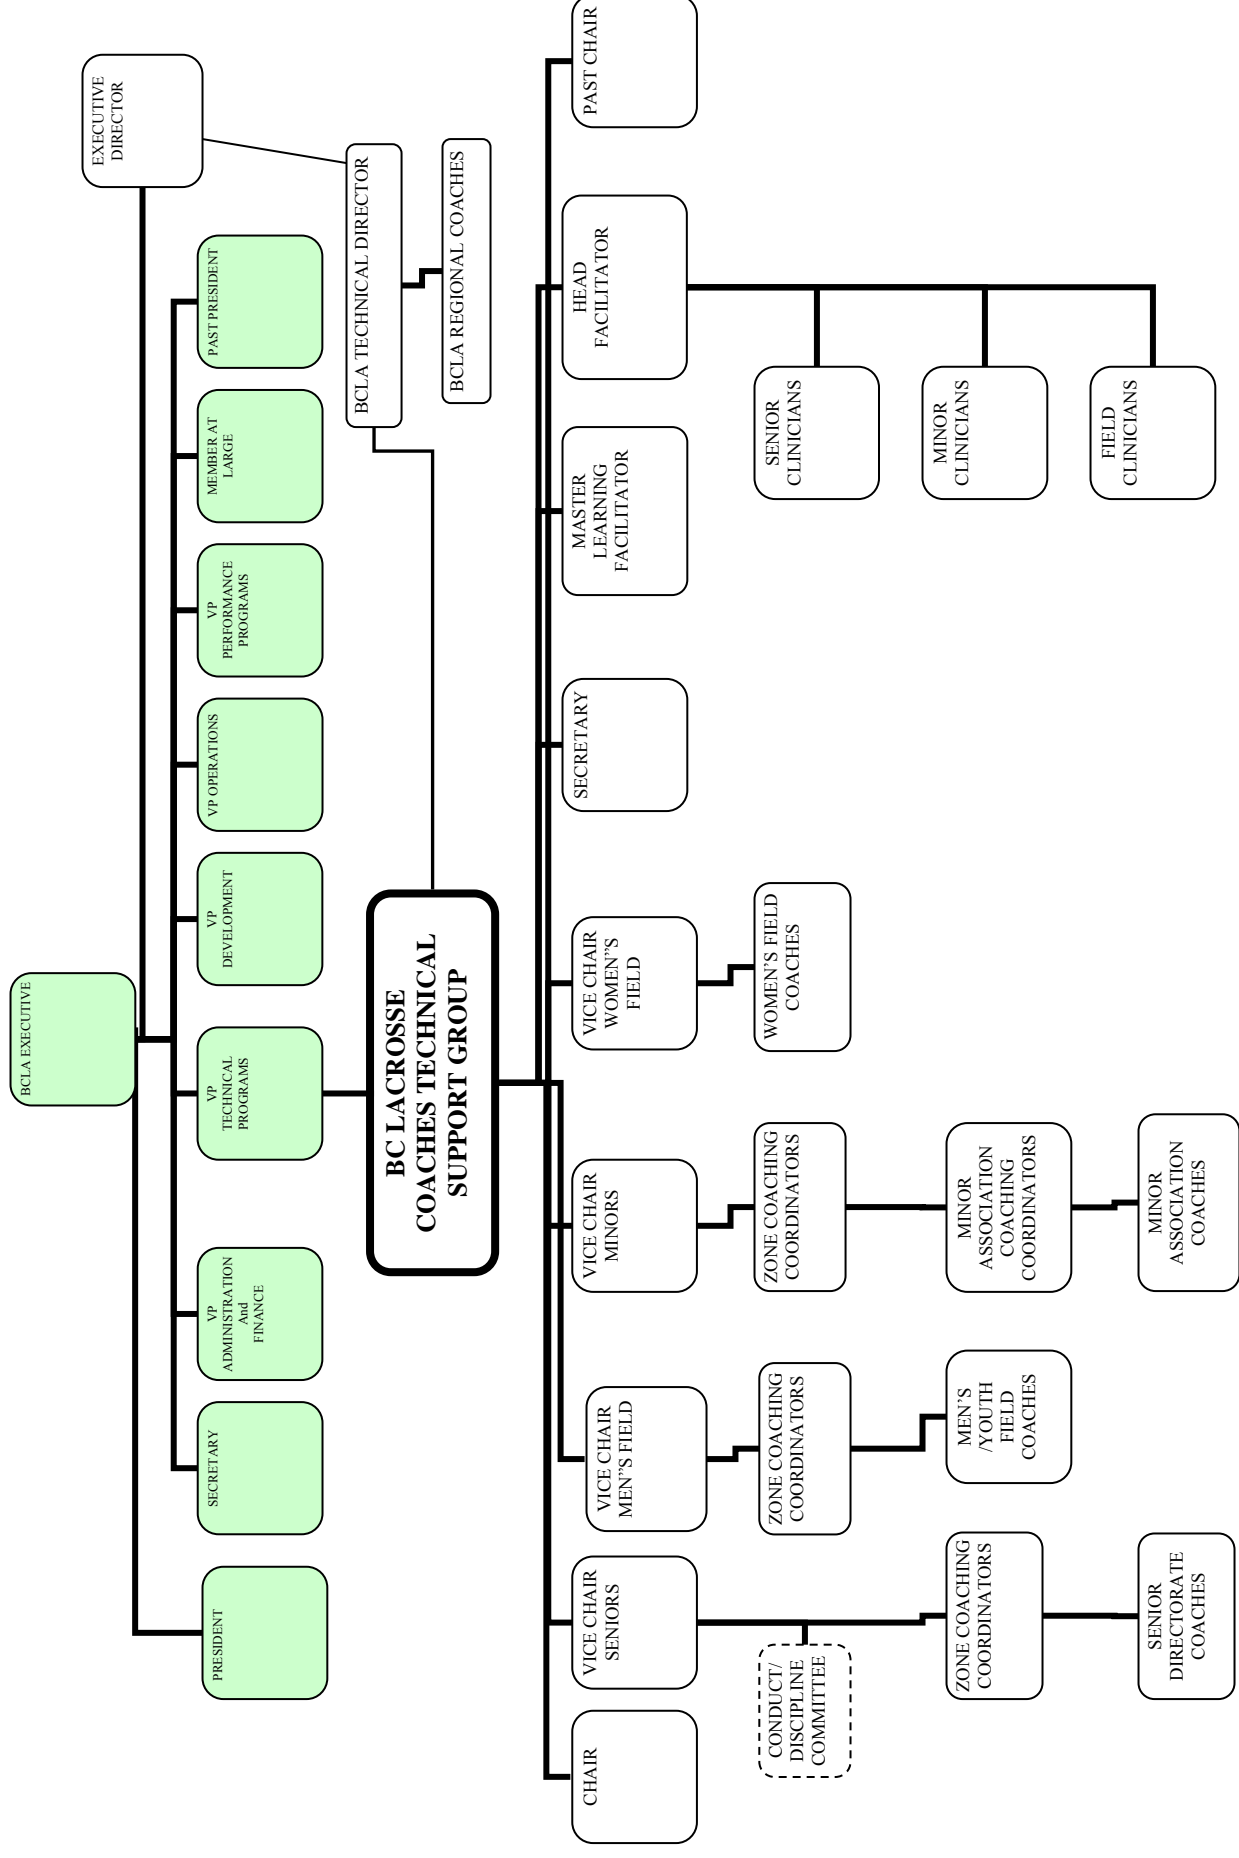 BCLA EXECUTIVE
EXECUTIVE
DIRECTOR
PRESIDENT
SECRETARY
VP
ADMINISTRATION
And
FINANCE
VP
TECHNICAL
PROGRAMS
VP
DEVELOPMENT
VP OPERATIONS
VP
PERFORMANCE
PROGRAMS
MEMBER AT
LARGE
PAST PRESIDENT
BC LACROSSE
COACHES TECHNICAL
SUPPORT GROUP
BCLA TECHNICAL DIRECTOR
BCLA REGIONAL COACHES
CHAIR
VICE CHAIR
SENIORS
VICE CHAIR
MEN"S FIELD
VICE CHAIR
MINORS
VICE CHAIR
WOMEN"S
FIELD
SECRETARY
MASTER
LEARNING
FACILITATOR
HEAD
FACILITATOR
PAST CHAIR
CONDUCT/
DISCIPLINE
COMMITTEE
ZONE COACHING
COORDINATORS
ZONE COACHING
COORDINATORS
WOMEN'S FIELD
COACHES
SENIOR
CLINICIANS
ZONE COACHING
COORDINATORS
MEN'S
/YOUTH
FIELD
COACHES
MINOR
ASSOCIATION
COACHING
COORDINATORS
MINOR
CLINICIANS
SENIOR
DIRECTORATE
COACHES
MINOR
ASSOCIATION
COACHES
FIELD
CLINICIANS